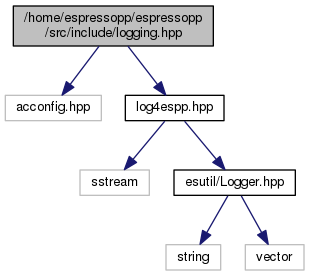 /home/espressopp/espressopp
/src/include/logging.hpp
acconfig.hpp
log4espp.hpp
sstream
esutil/Logger.hpp
string
vector